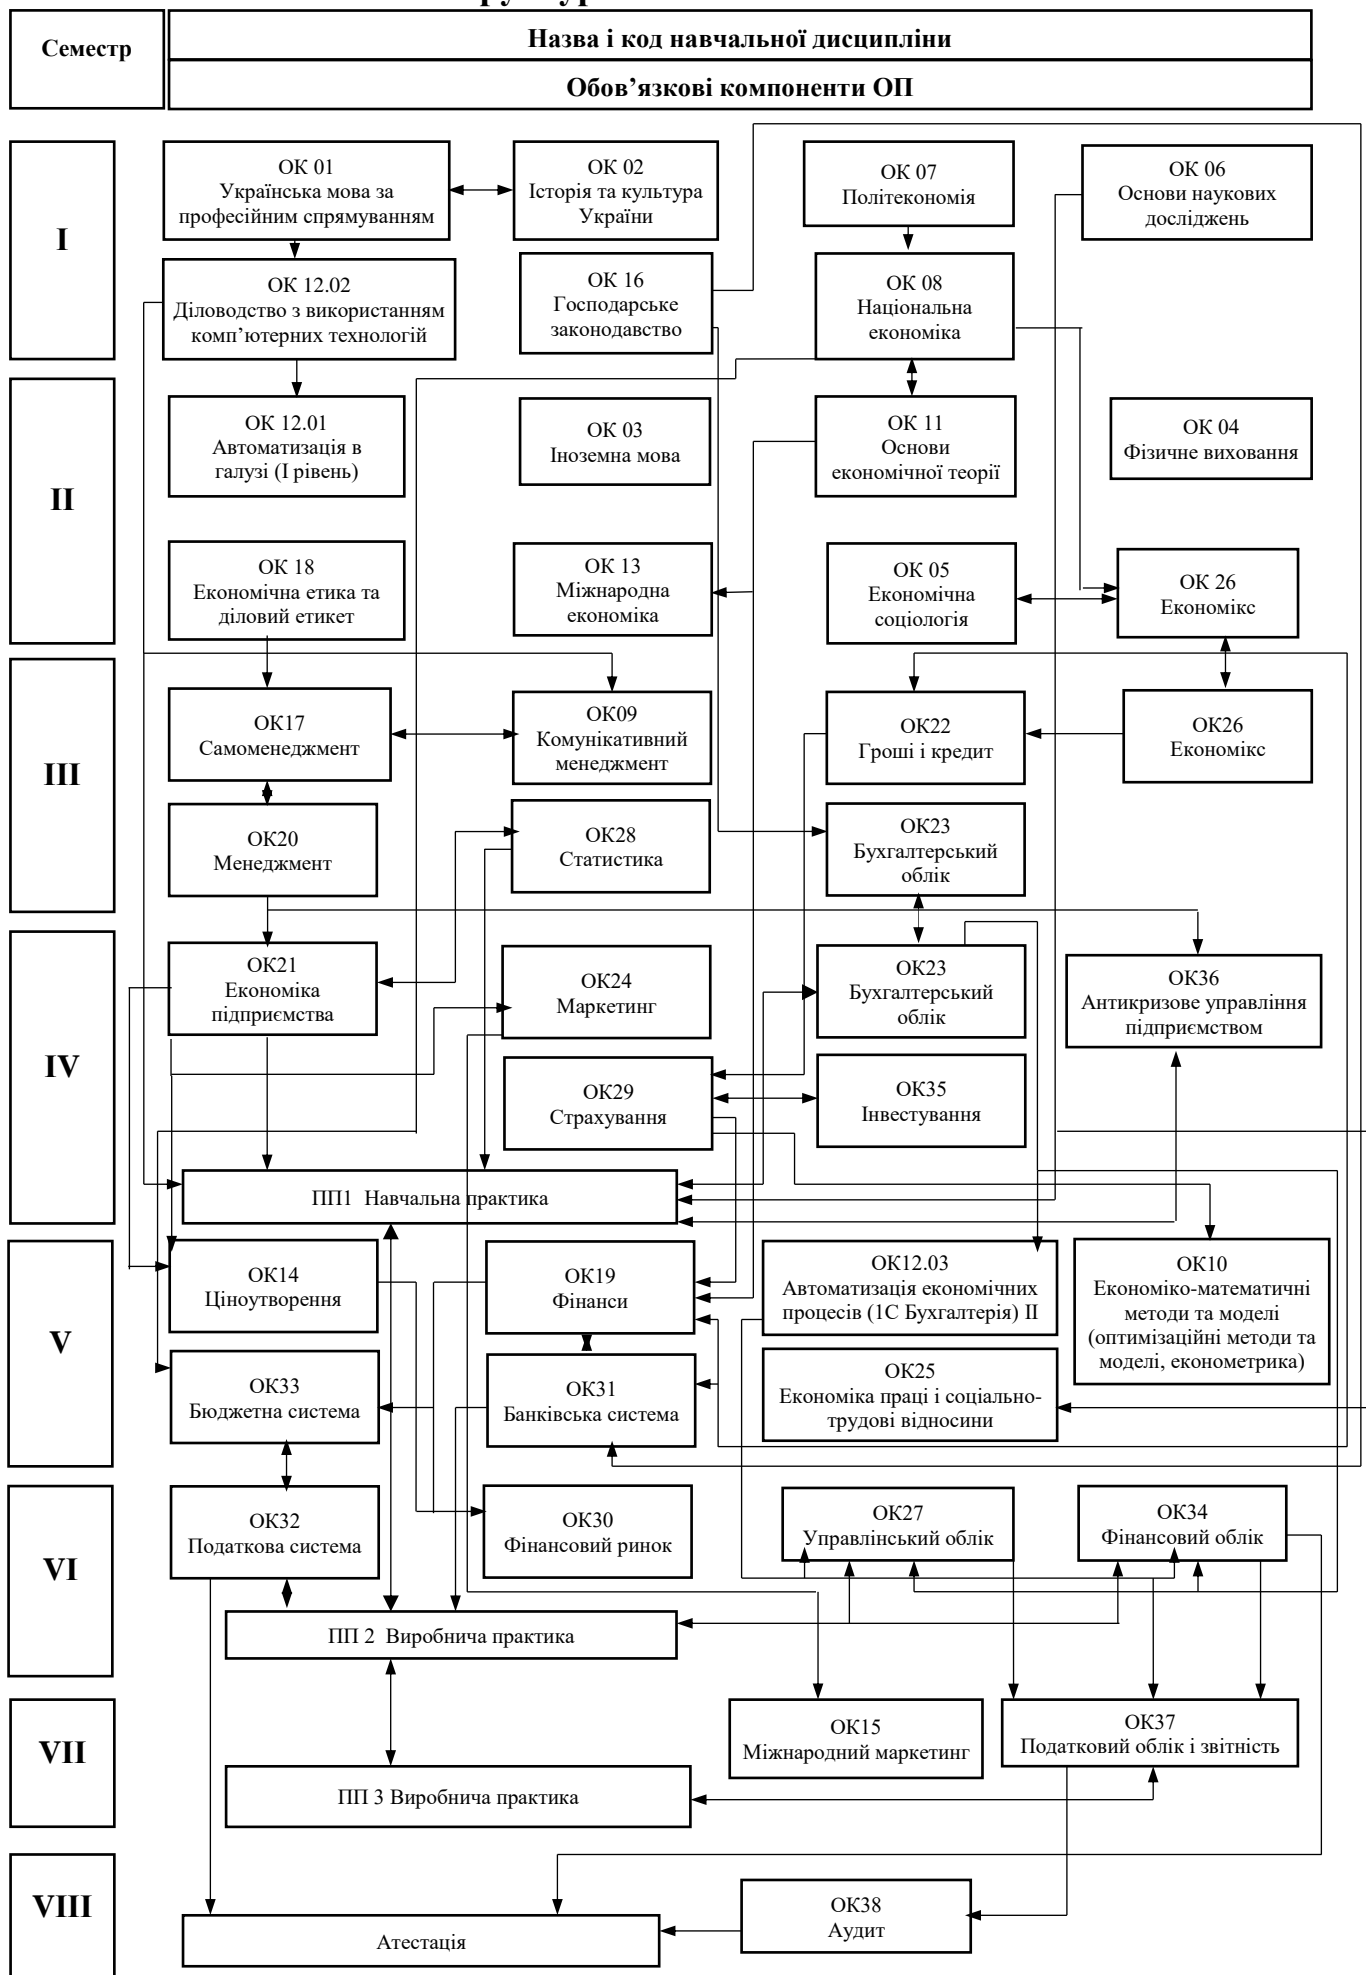 Семестр
Назва і код навчальної дисципліни
Обов’язкові компоненти ОП
I
ОК 01
Українська мова за
професійним спрямуванням
ОК 02
Історія та культура
України
ОК 07
Політекономія
ОК 06
Основи наукових
досліджень
ОК 12.02
Діловодство з використанням
комп’ютерних технологій
ОК 16
Господарське
законодавство
ОК 08
Національна
економіка
II
ОК 12.01
Автоматизація в
галузі (I рівень)
ОК 03
Іноземна мова
ОК 11
Основи
економічної теорії
ОК 04
Фізичне виховання
ОК 18
Економічна етика та
діловий етикет
ОК 13
Міжнародна
економіка
ОК 05
Економічна
соціологія
ОК 26
Економікс
III
ОК17
Самоменеджмент
ОК09
Комунікативний
менеджмент
ОК22
Гроші і кредит
ОК26
Економікс
ОК20
Менеджмент
ОК28
Статистика
ОК23
Бухгалтерський
облік
IV
ОК21
Економіка
підприємства
ОК24
Маркетинг
ОК23
Бухгалтерський
облік
ОК36
Антикризове управління
підприємством
ОК29
Страхування
ОК35
Інвестування
ПП1 Навчальна практика
V
ОК14
Ціноутворення
ОК19
Фінанси
ОК12.03
Автоматизація економічних
процесів (1С Бухгалтерія) II
ОК10
Економіко-математичні
методи та моделі
(оптимізаційні методи та
моделі, економетрика)
ОК33
Бюджетна система
ОК31
Банківська система
ОК25
Економіка праці і соціально-
трудові відносини
VI
ОК32
Податкова система
ОК30
Фінансовий ринок
ОК27
Управлінський облік
ОК34
Фінансовий облік
ПП 2 Виробнича практика
VII
ОК15
Міжнародний маркетинг
ОК37
Податковий облік і звітність
ПП 3 Виробнича практика
VIII
ОК38
Аудит
Атестація